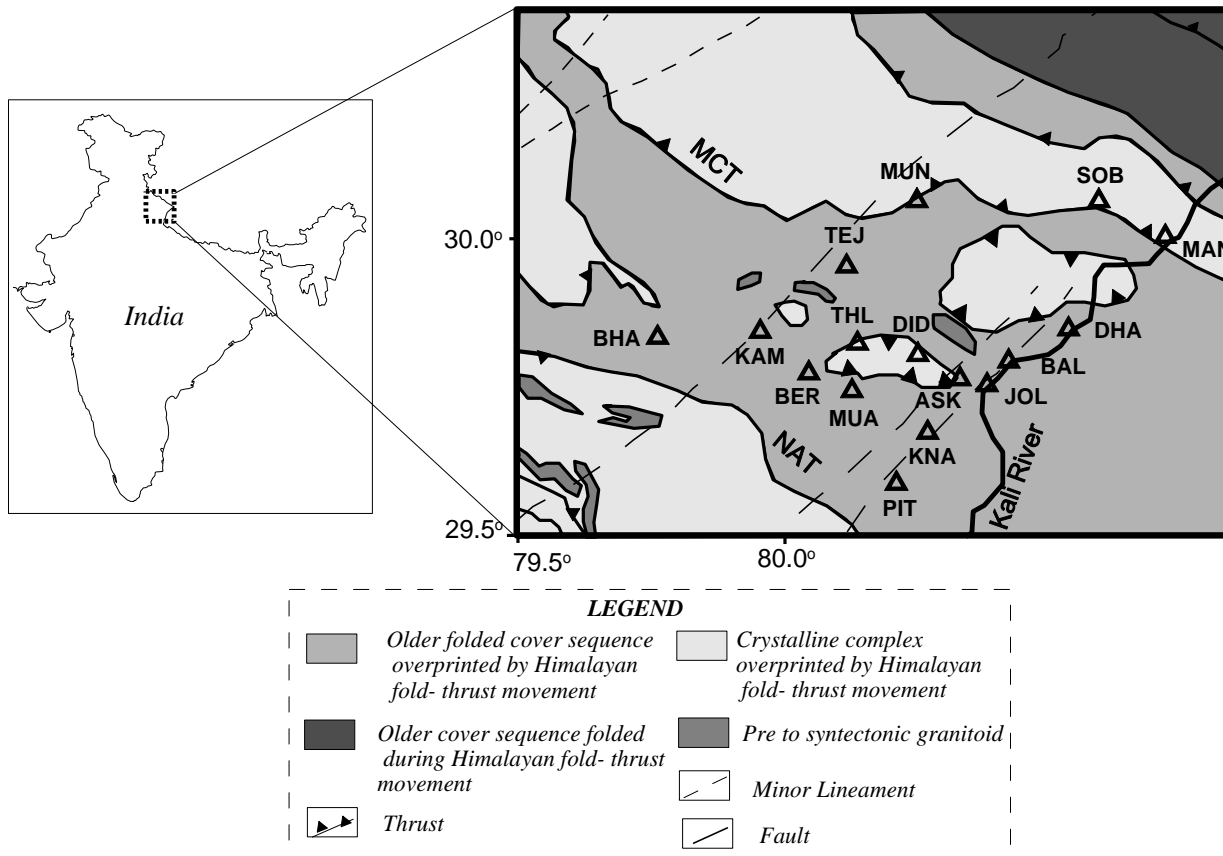 MCT
MUN
SOB
TEJ
30.0°
MAN
India
THL
DID
DHA
BHA
KAM
BAL
BER
ASK
JOL
MUA
KNA
NAT
Kali River
PIT
29.5°
79.5°
80.0°
LEGEND
Older folded cover sequence
overprinted by Himalayan
fold- thrust movement
Crystalline complex
overprinted by Himalayan
fold- thrust movement
Older cover sequence folded
during Himalayan fold- thrust
movement
Pre to syntectonic granitoid
Minor Lineament
Thrust
Fault